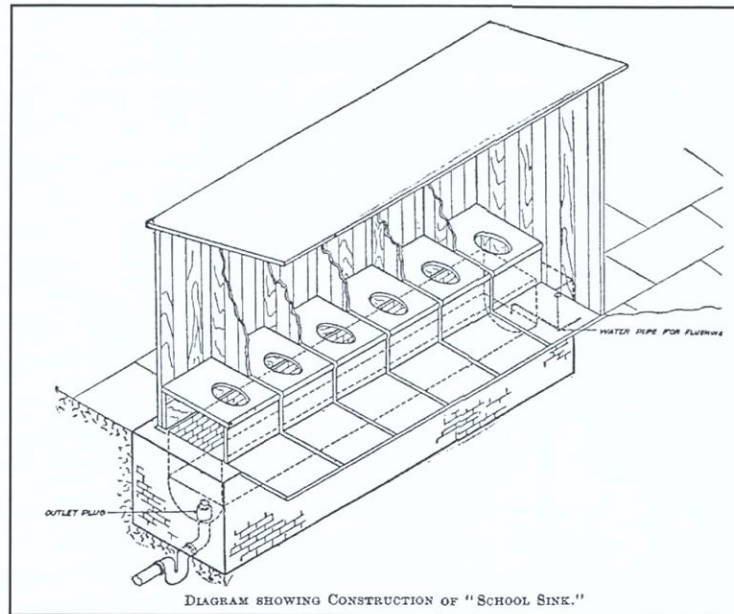 WATER PIPE FOR FLUSHING
OUTLET PLUG
DIAGRAM SHOWING CONSTRUCTION OF "SCHOOL SINK."